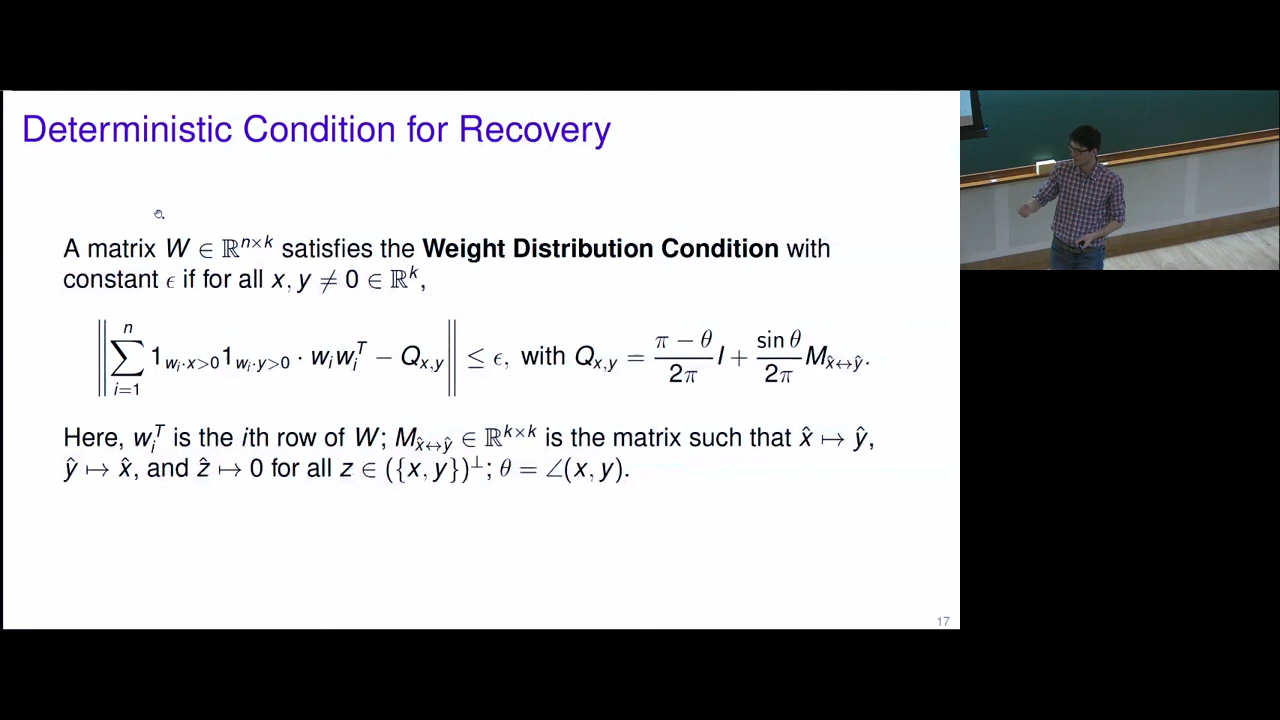 Deterministic Condition for Recovery
A matrix W ∈ ℝ^{n×k} satisfies the Weight Distribution Condition with
constant ϵ if for all x, y ≠ 0 ∈ ℝ^k,
‖∑_{i=1}^{n} 1_{w_i·x>0} 1_{w_i·y>0} · w_i w_i^T − Q_{x,y}‖ ≤ ϵ, with Q_{x,y} = (π − θ)/(2π) I + (sin θ)/(2π) M_{x̂↔ŷ}.
Here, w_i^T is the ith row of W; M_{x̂↔ŷ} ∈ ℝ^{k×k} is the matrix such that x̂ ↦ ŷ,
ŷ ↦ x̂, and ẑ ↦ 0 for all z ∈ ({x, y})^⊥; θ = ∠(x, y).
17